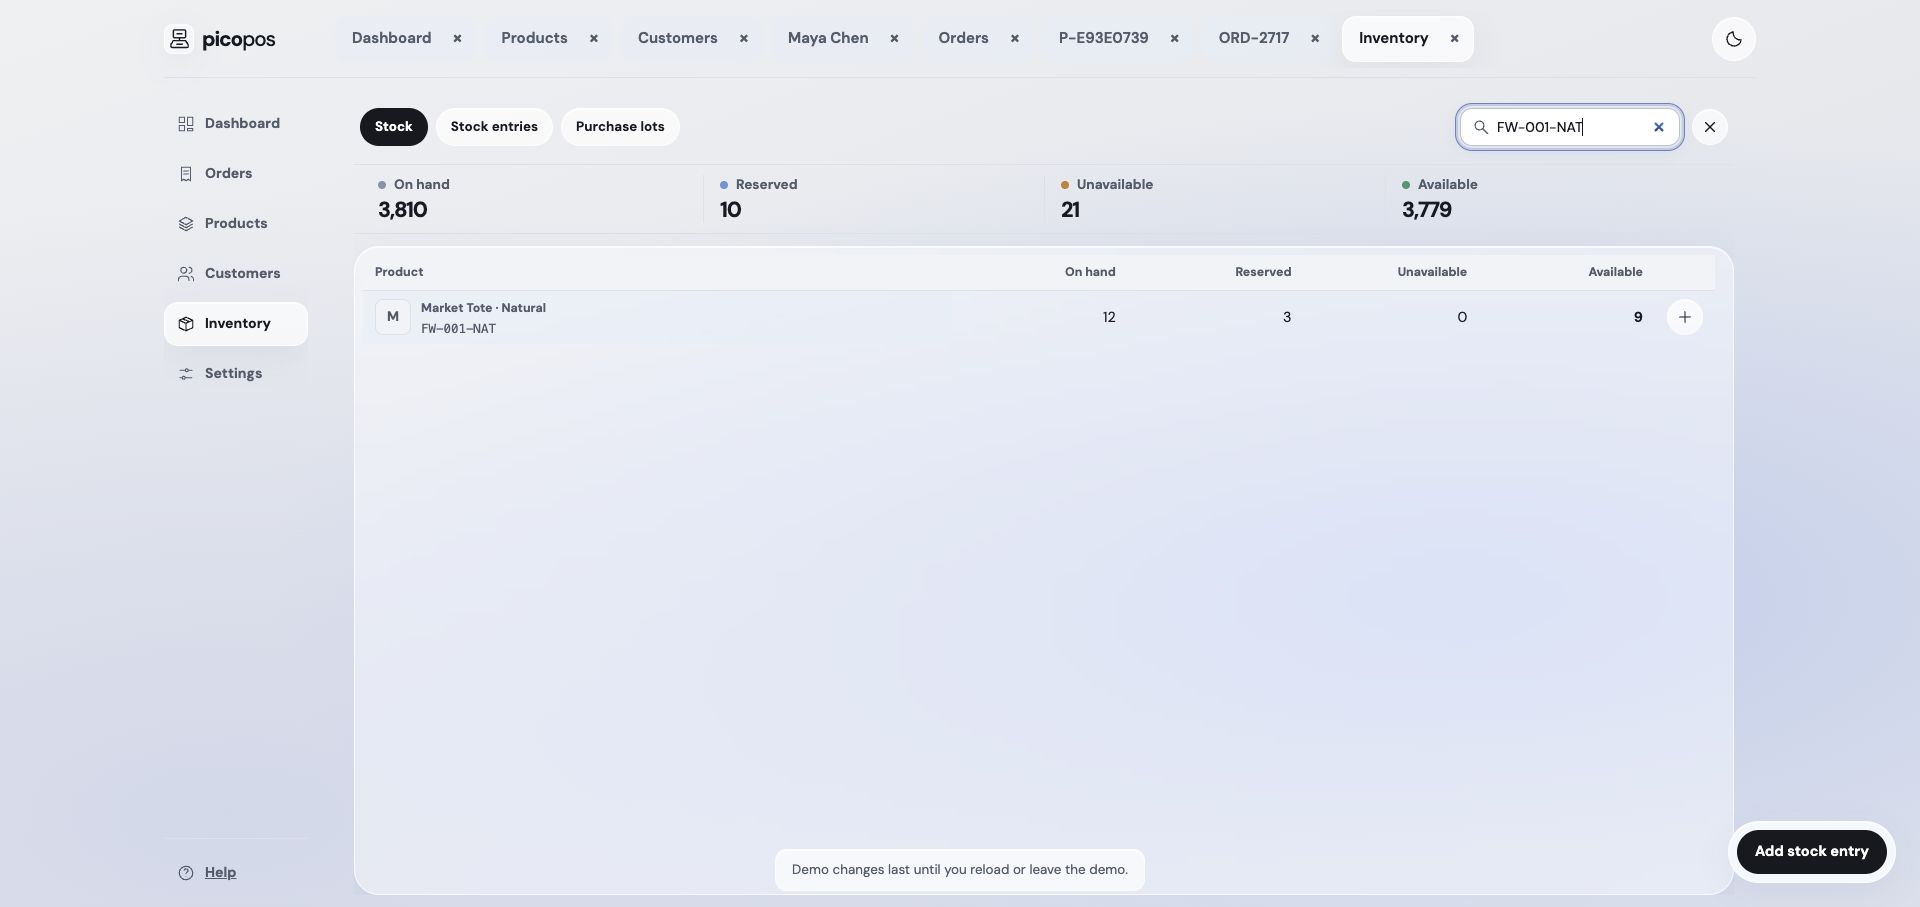 picopos
Dashboard × Products × Customers × Maya Chen × Orders × P-E93E0739 × ORD-2717 × Inventory ×
Dashboard
Orders
Products
Customers
Inventory
Settings
Help
Stock Stock entries Purchase lots
FW-001-NAT
On hand
3,810
Reserved
10
Unavailable
21
Available
3,779
Product On hand Reserved Unavailable Available
M
Market Tote · Natural
FW-001-NAT
12 3 0 9
Demo changes last until you reload or leave the demo.
Add stock entry